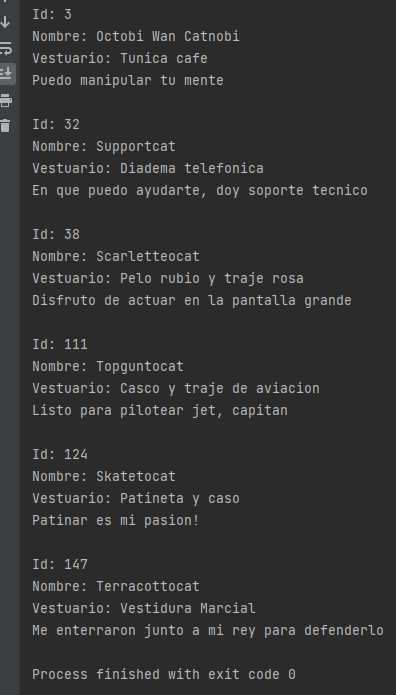 Id: 3
Nombre: Octobi Wan Catnobi
Vestuario: Tunica cafe
Puedo manipular tu mente
Id: 32
Nombre: Supportcat
Vestuario: Diadema telefonica
En que puedo ayudarte, doy soporte tecnico
Id: 38
Nombre: Scarletteocat
Vestuario: Pelo rubio y traje rosa
Disfruto de actuar en la pantalla grande
Id: 111
Nombre: Topguntocat
Vestuario: Casco y traje de aviacion
Listo para pilotear jet, capitan
Id: 124
Nombre: Skatetocat
Vestuario: Patineta y caso
Patinar es mi pasion!
Id: 147
Nombre: Terracottocat
Vestuario: Vestidura Marcial
Me enterraron junto a mi rey para defenderlo
Process finished with exit code 0